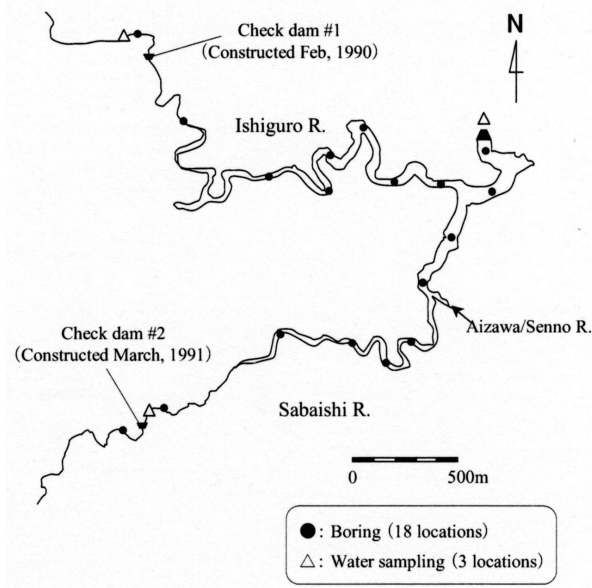 Check dam #1
(Constructed Feb, 1990)
N
Ishiguro R.
Aizawa/Senno R.
Check dam #2
(Constructed March, 1991)
Sabaishi R.
0 500m
●: Boring (18 locations)
△: Water sampling (3 locations)